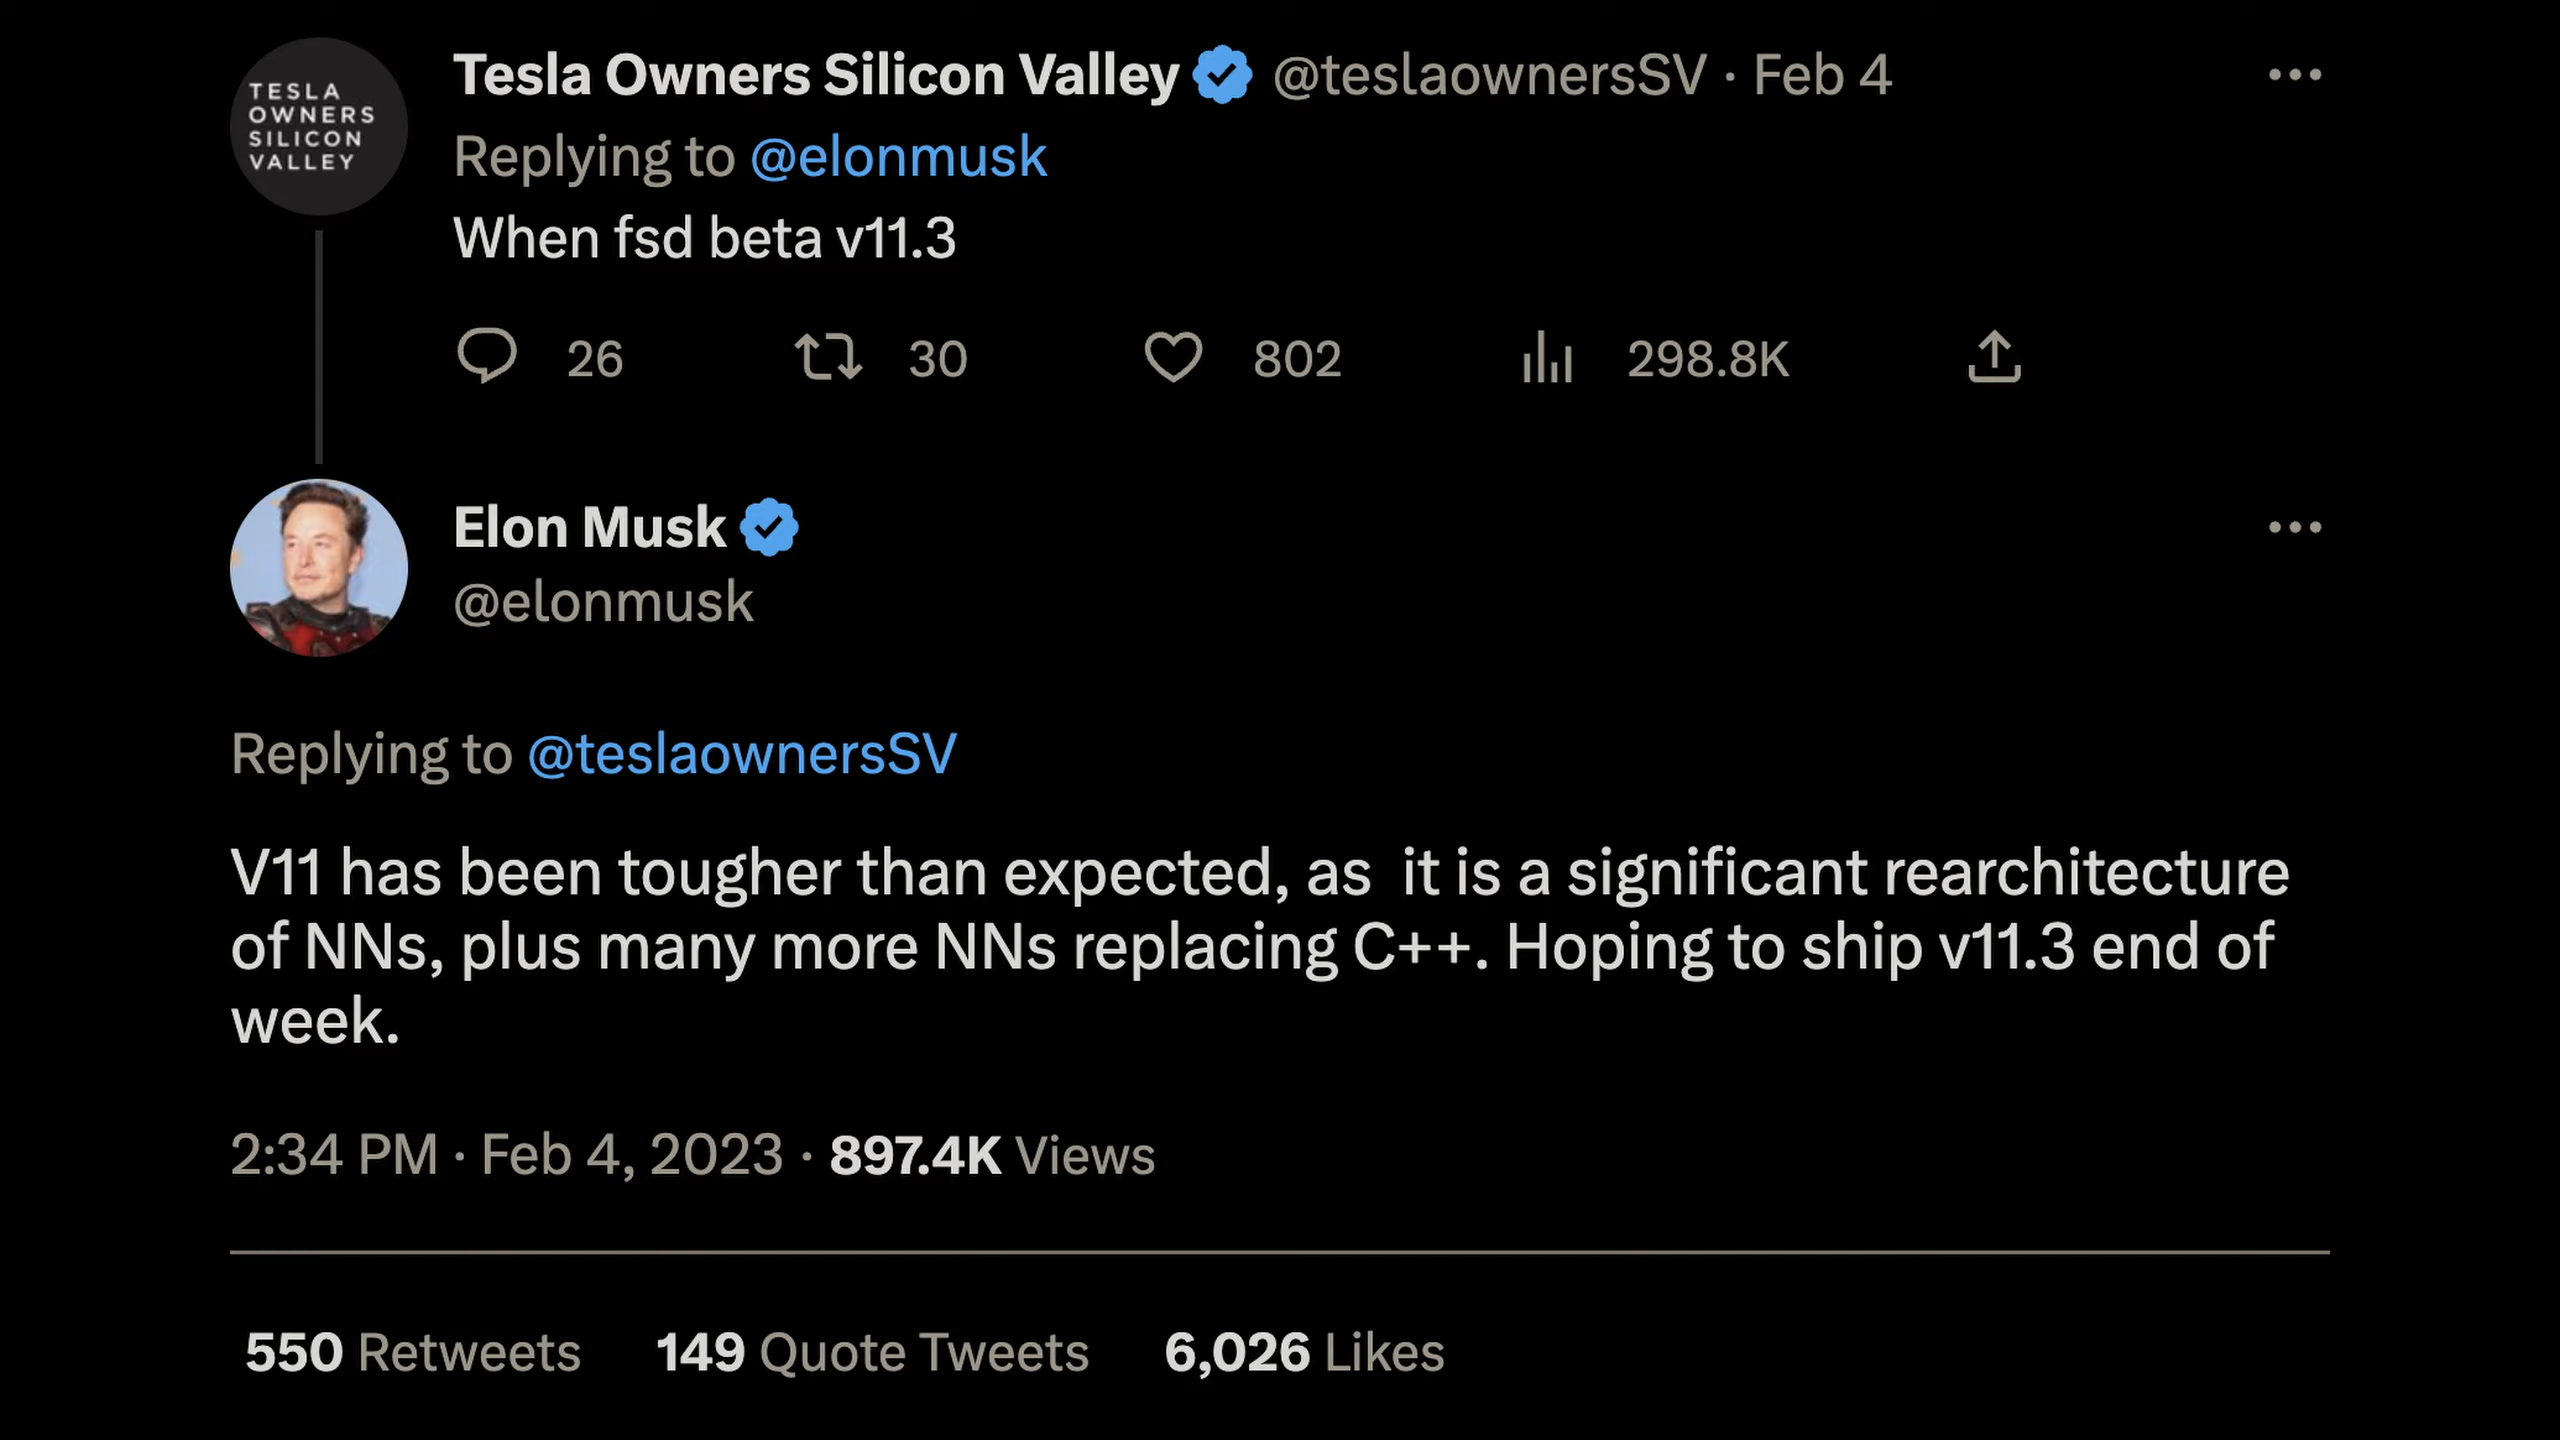 TESLA
OWNERS
SILICON
VALLEY
Tesla Owners Silicon Valley @teslaownersSV · Feb 4
Replying to @elonmusk
When fsd beta v11.3
26 30 802 298.8K
Elon Musk
@elonmusk
Replying to @teslaownersSV
V11 has been tougher than expected, as  it is a significant rearchitecture
of NNs, plus many more NNs replacing C++. Hoping to ship v11.3 end of
week.
2:34 PM · Feb 4, 2023 · 897.4K Views
550 Retweets 149 Quote Tweets 6,026 Likes